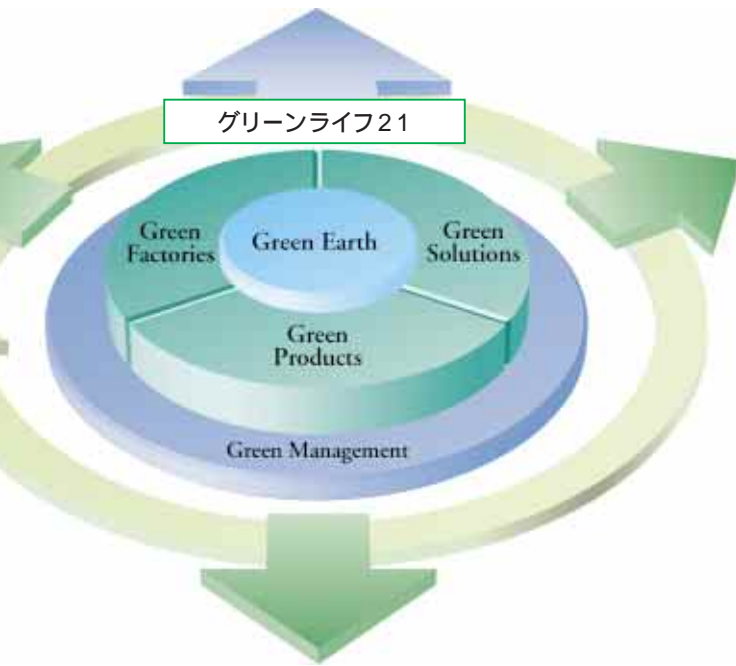 グリーンライフ21
Green
Factories
Green Earth
Green
Solutions
Green
Products
Green Management